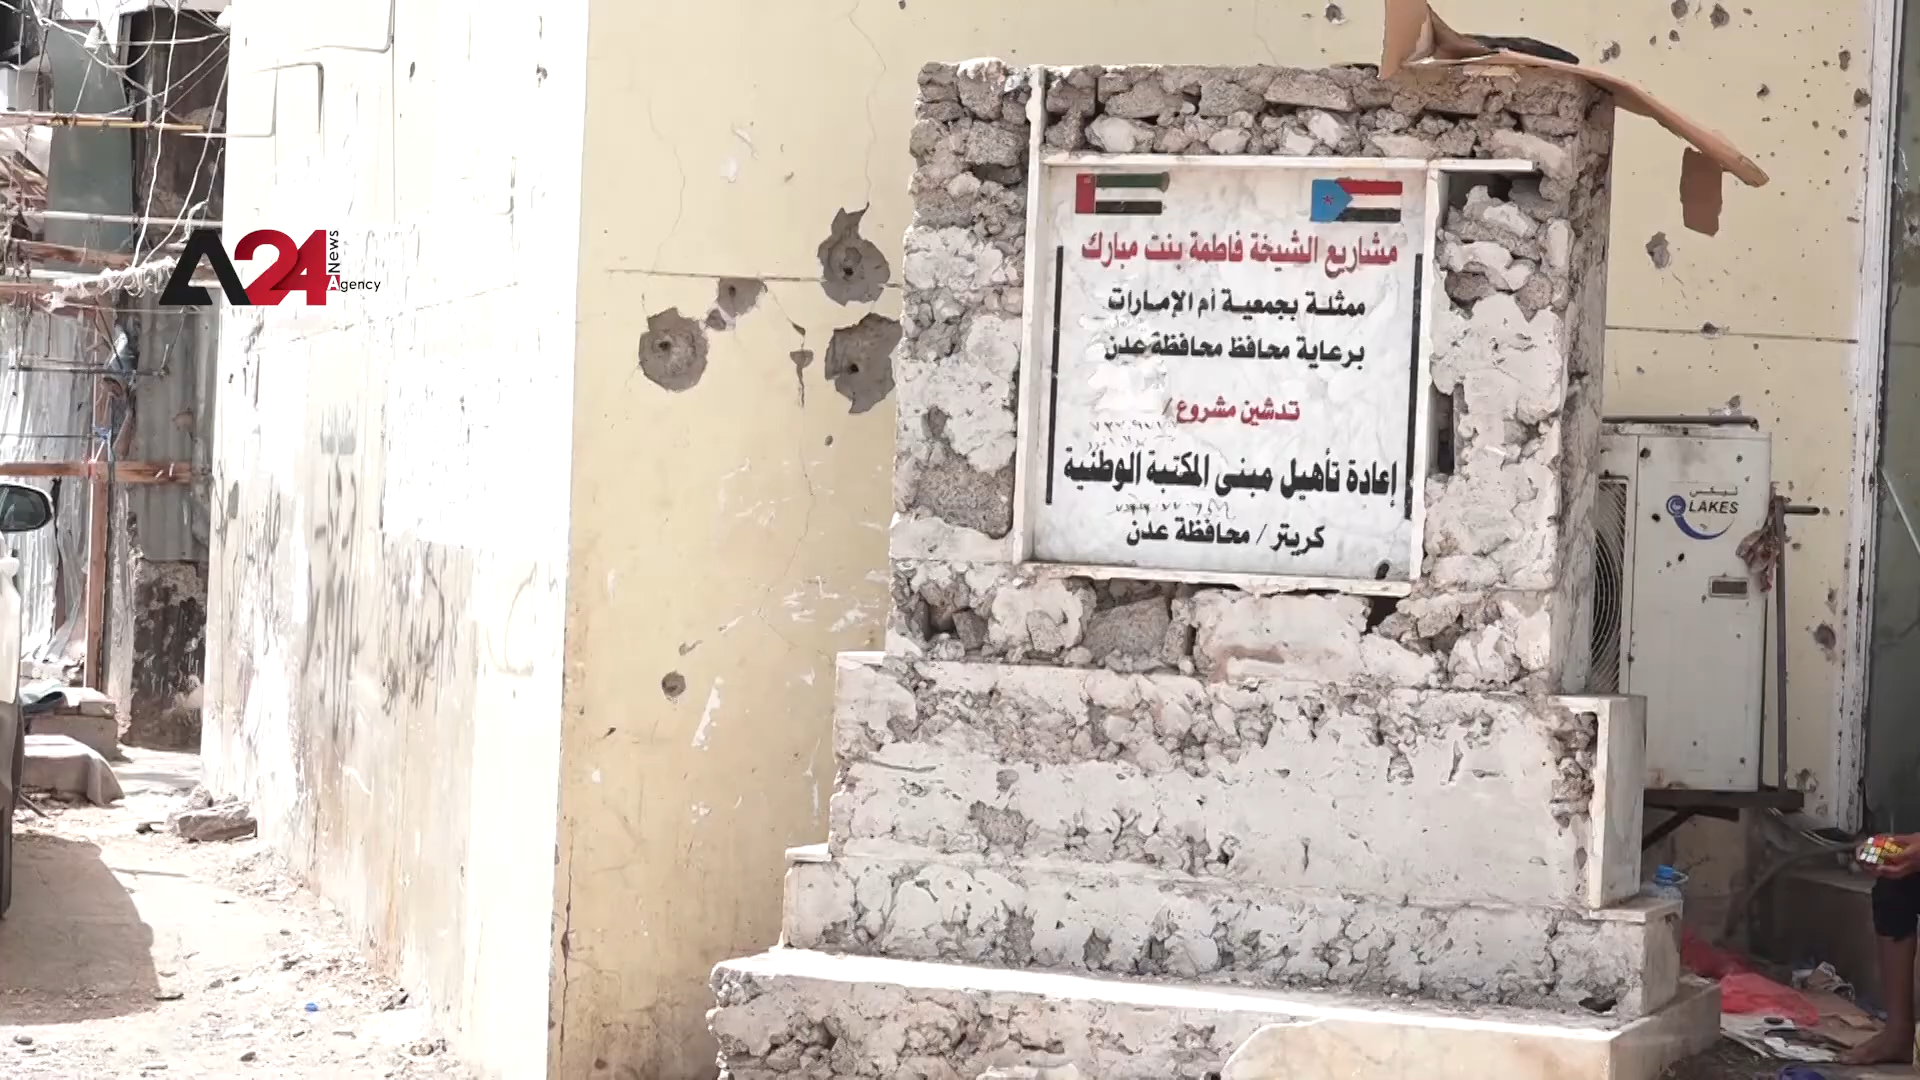 A24 News Agency
مشاريع الشيخة فاطمة بنت مبارك
ممثلة بجمعية أم الإمارات
برعاية محافظ محافظة عدن
تدشين مشروع /
إعادة تأهيل مبنى المكتبة الوطنية
كريتر / محافظة عدن
ليكس
LAKES